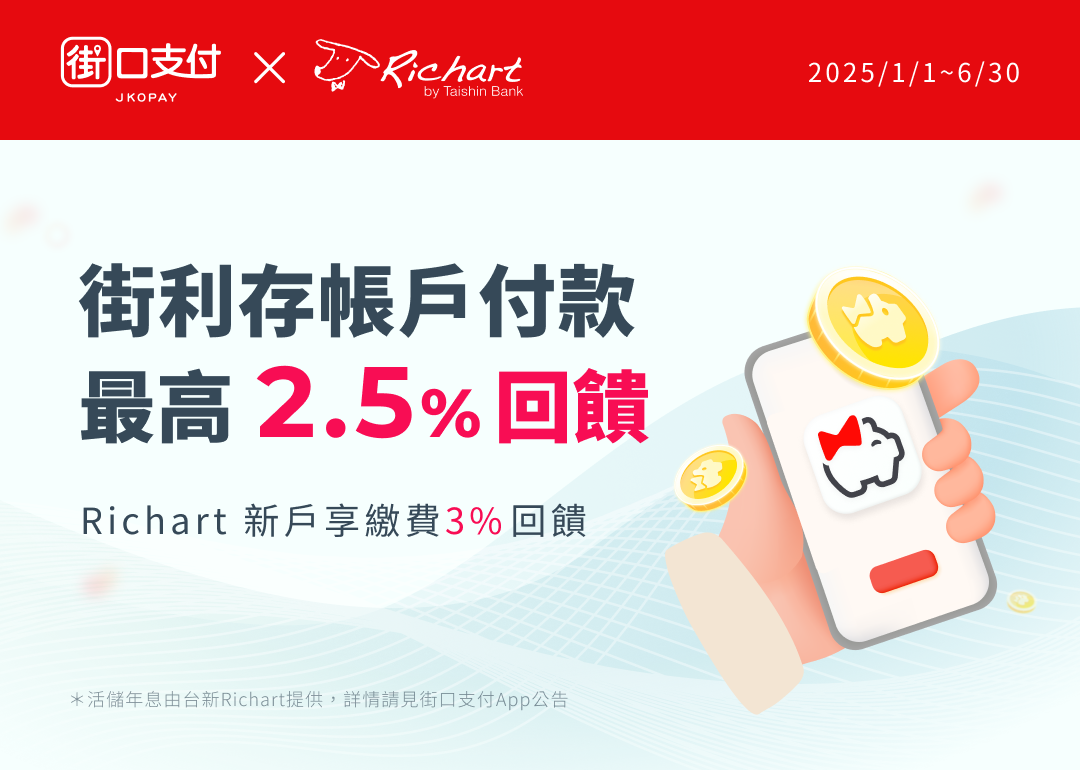 街口支付
JKOPAY
Richart
by Taishin Bank
2025/1/1~6/30
街利存帳戶付款
最高 2.5% 回饋
Richart 新戶享繳費3%回饋
＊活儲年息由台新Richart提供，詳情請見街口支付App公告